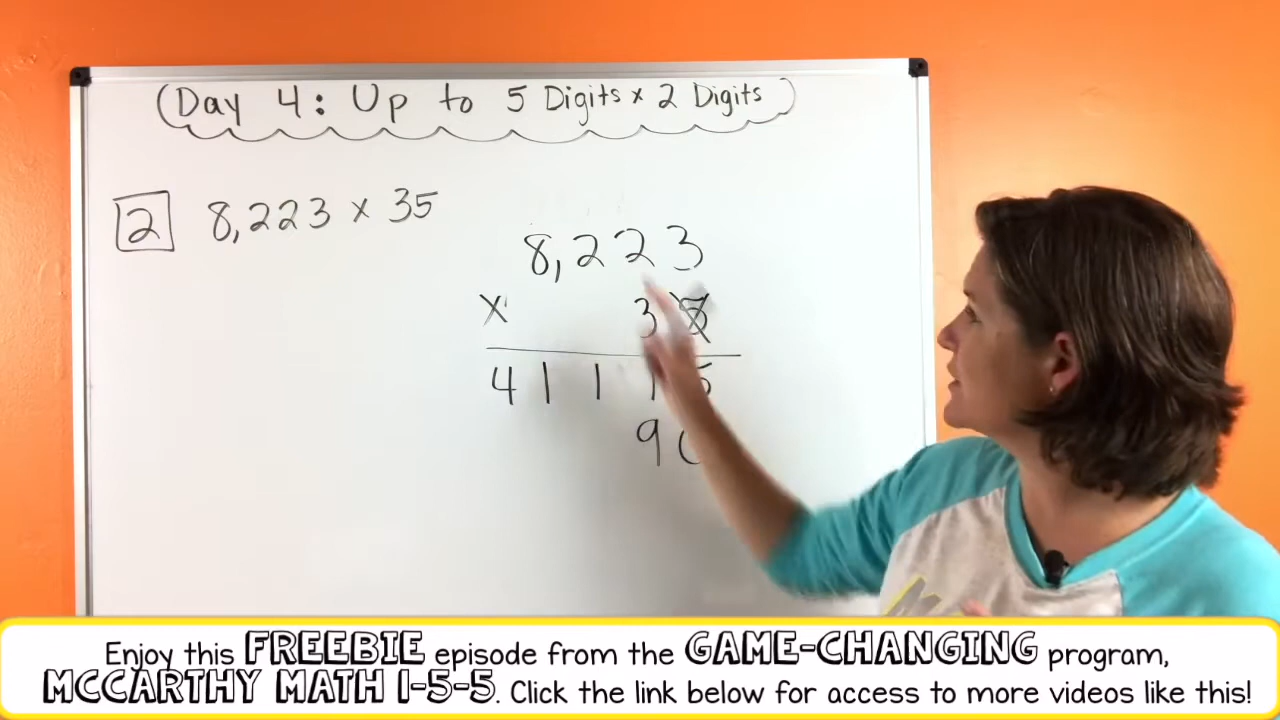 (Day 4: Up to 5 Digits x 2 Digits)
2 8,223 x 35
8,223
x 35
41115
90
Enjoy this FREEBIE episode from the GAME-CHANGING program,
MCCARTHY MATH 1-5-5. Click the link below for access to more videos like this!